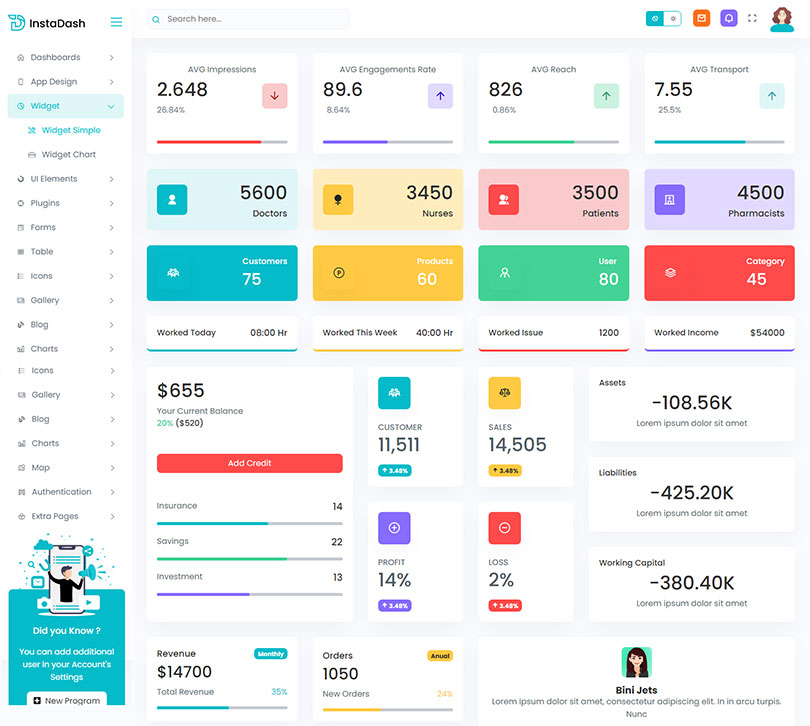 InstaDash
Search here...
Dashboards
App Design
Widget
Widget Simple
Widget Chart
UI Elements
Plugins
Forms
Table
Icons
Gallery
Blog
Charts
Icons
Gallery
Blog
Charts
Map
Authentication
Extra Pages
Did you Know ?
You can add additional
user in your Account's
Settings
New Program
AVG Impressions
2.648
26.84%
AVG Engagements Rate
89.6
8.64%
AVG Reach
826
0.86%
AVG Transport
7.55
25.5%
5600
Doctors
3450
Nurses
3500
Patients
4500
Pharmacists
Customers
75
Products
60
P
User
80
Category
45
Worked Today 08:00 Hr
Worked This Week 40:00 Hr
Worked Issue 1200
Worked Income $54000
$655
Your Current Balance
20% ($520)
Add Credit
Insurance 14
Savings 22
Investment 13
CUSTOMER
11,511
3.48%
SALES
14,505
3.48%
PROFIT
14%
3.48%
LOSS
2%
3.48%
Assets
-108.56K
Lorem ipsum dolor sit amet
Liabilities
-425.20K
Lorem ipsum dolor sit amet
Working Capital
-380.40K
Lorem ipsum dolor sit amet
Revenue Monthly
$14700
Total Revenue 35%
Orders Anual
1050
New Orders 24%
Bini Jets
Lorem ipsum dolor sit amet, consectetur adipiscing elit. In in arcu turpis.
Nunc